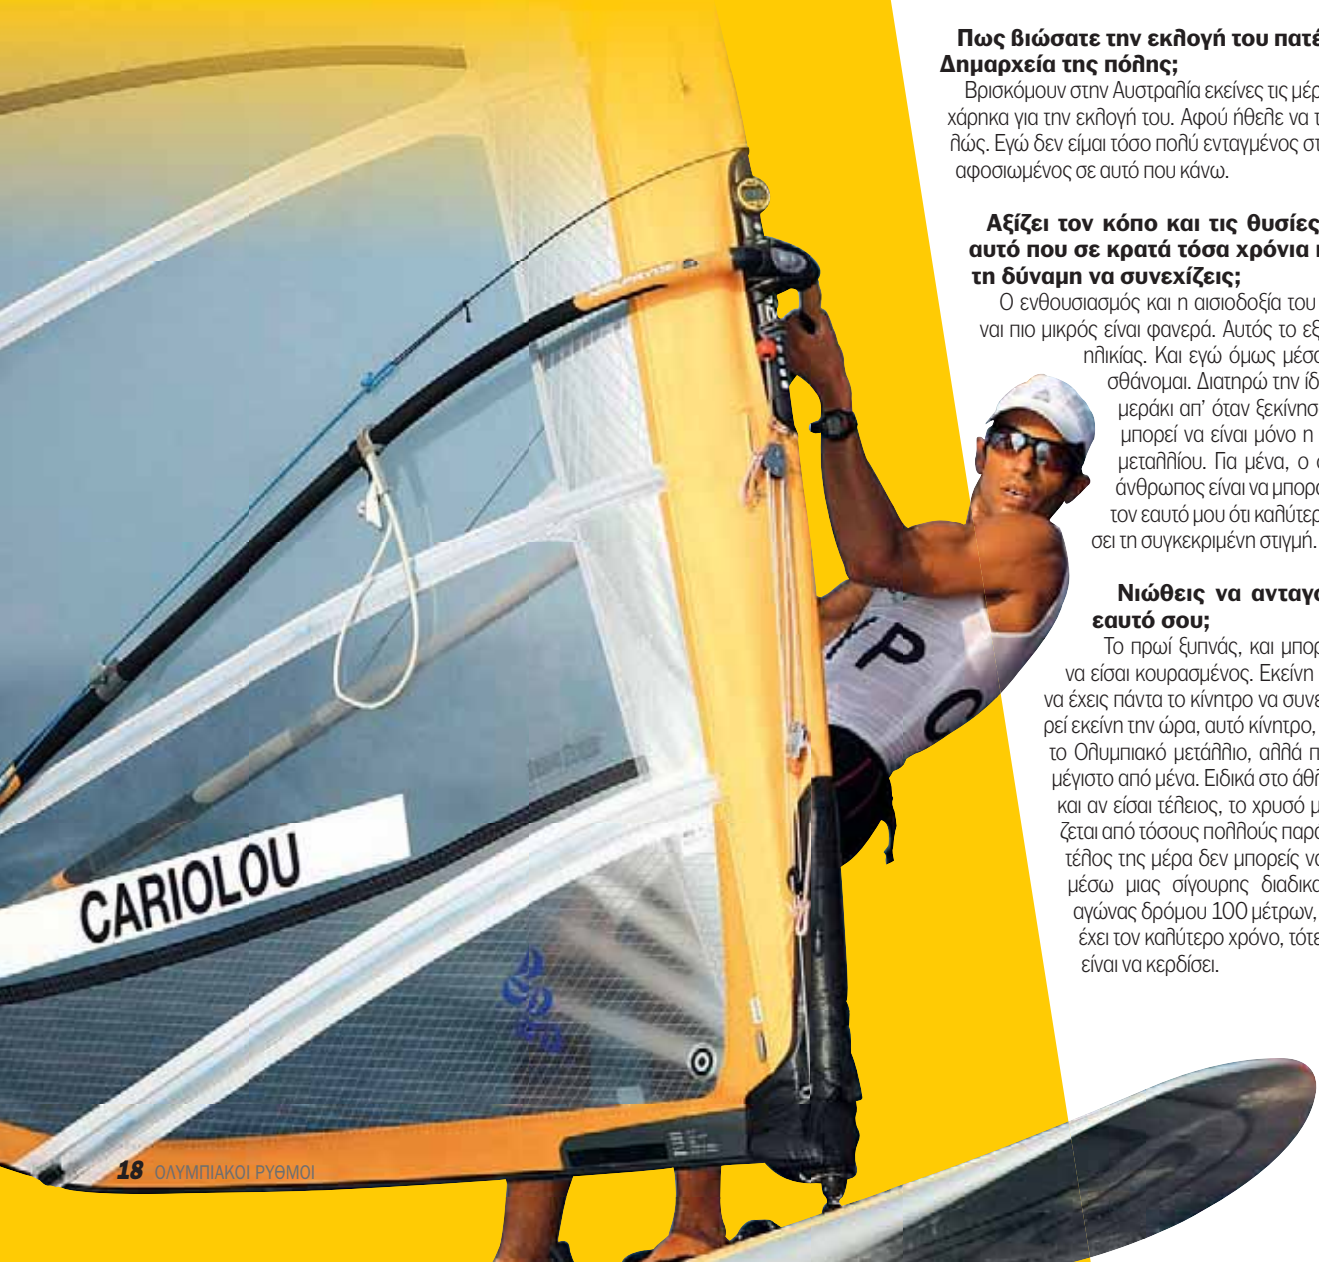 Πως βιώσατε την εκλογή του πατέ
Δημαρχεία της πόλης;
Βρισκόμουν στην Αυστραλία εκείνες τις μέρ
χάρηκα για την εκλογή του. Αφού ήθελε να τ
λώς. Εγώ δεν είμαι τόσο πολύ ενταγμένος στ
αφοσιωμένος σε αυτό που κάνω.
Αξίζει τον κόπο και τις θυσίες
αυτό που σε κρατά τόσα χρόνια
τη δύναμη να συνεχίζεις;
Ο ενθουσιασμός και η αισιοδοξία του
ναι πιο μικρός είναι φανερά. Αυτός το εξ
ηλικίας. Και εγώ όμως μέσα
σθάνομαι. Διατηρώ την ίδ
μεράκι απ' όταν ξεκίνησ
μπορεί να είναι μόνο η
μεταλλίου. Για μένα, ο
άνθρωπος είναι να μπορ
τον εαυτό μου ότι καλύτερ
σει τη συγκεκριμένη στιγμή.
Νιώθεις να ανταγ
εαυτό σου;
Το πρωί ξυπνάς, και μπορ
να είσαι κουρασμένος. Εκείνη
να έχεις πάντα το κίνητρο να συνε
ρεί εκείνη την ώρα, αυτό κίνητρο,
το Ολυμπιακό μετάλλιο, αλλά π
μέγιστο από μένα. Ειδικά στο άθλ
και αν είσαι τέλειος, το χρυσό μ
ζεται από τόσους πολλούς παρα
τέλος της μέρα δεν μπορείς να
μέσω μιας σίγουρης διαδικα
αγώνας δρόμου 100 μέτρων,
έχει τον καλύτερο χρόνο, τότε
είναι να κερδίσει.
YP
CARIOLOU
18 ΟΛΥΜΠΙΑΚΟΙ ΡΥΘΜΟΙ